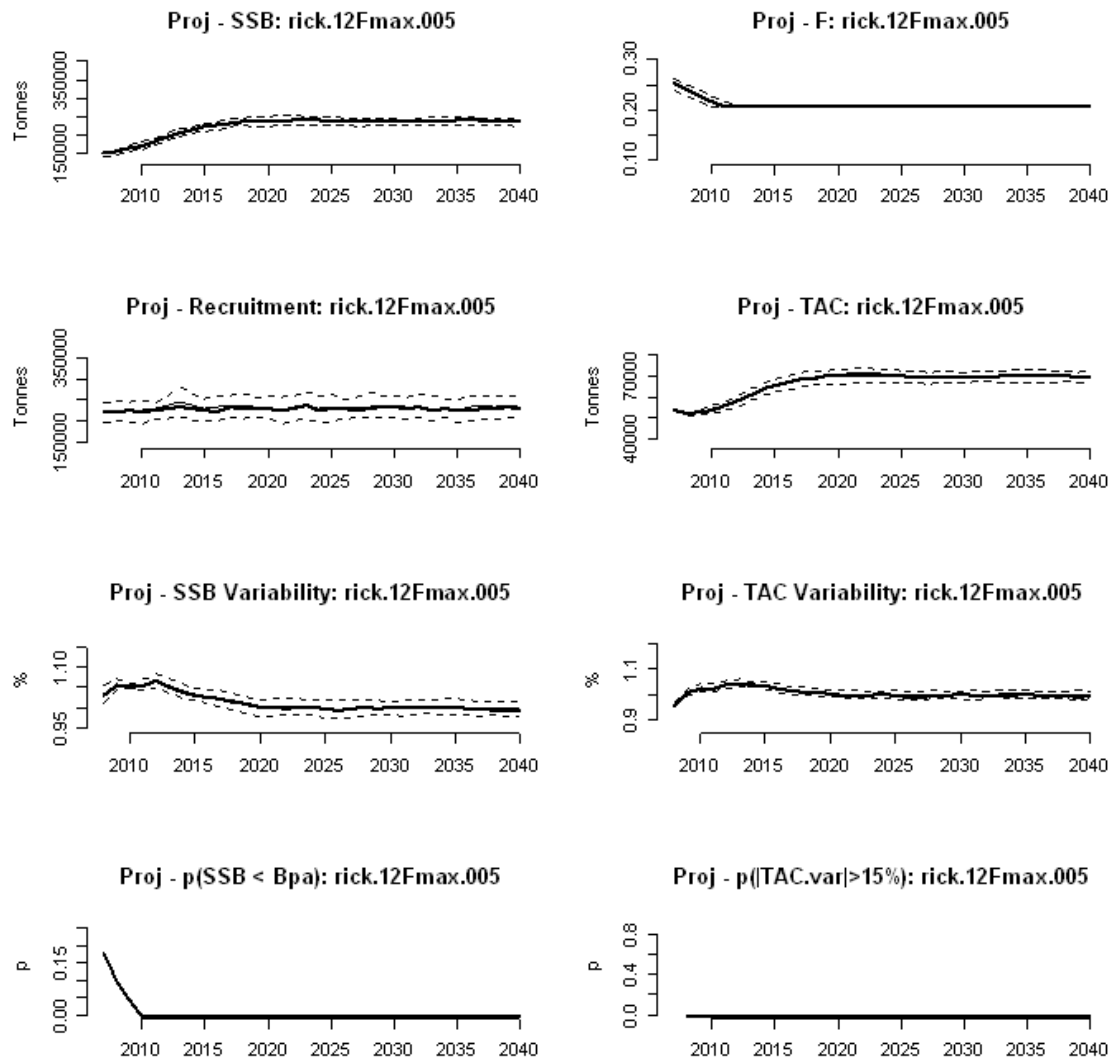 Proj - SSB: rick.12Fmax.005
Tonnes
150000 350000
2010 2015 2020 2025 2030 2035 2040
Proj - F: rick.12Fmax.005
0.10 0.20 0.30
2010 2015 2020 2025 2030 2035 2040
Proj - Recruitment: rick.12Fmax.005
Tonnes
150000 350000
2010 2015 2020 2025 2030 2035 2040
Proj - TAC: rick.12Fmax.005
Tonnes
40000 70000
2010 2015 2020 2025 2030 2035 2040
Proj - SSB Variability: rick.12Fmax.005
%
0.95 1.10
2010 2015 2020 2025 2030 2035 2040
Proj - TAC Variability: rick.12Fmax.005
%
0.9 1.1
2010 2015 2020 2025 2030 2035 2040
Proj - p(SSB < Bpa): rick.12Fmax.005
p
0.00 0.15
2010 2015 2020 2025 2030 2035 2040
Proj - p(|TAC.var|>15%): rick.12Fmax.005
p
0.0 0.4 0.8
2010 2015 2020 2025 2030 2035 2040